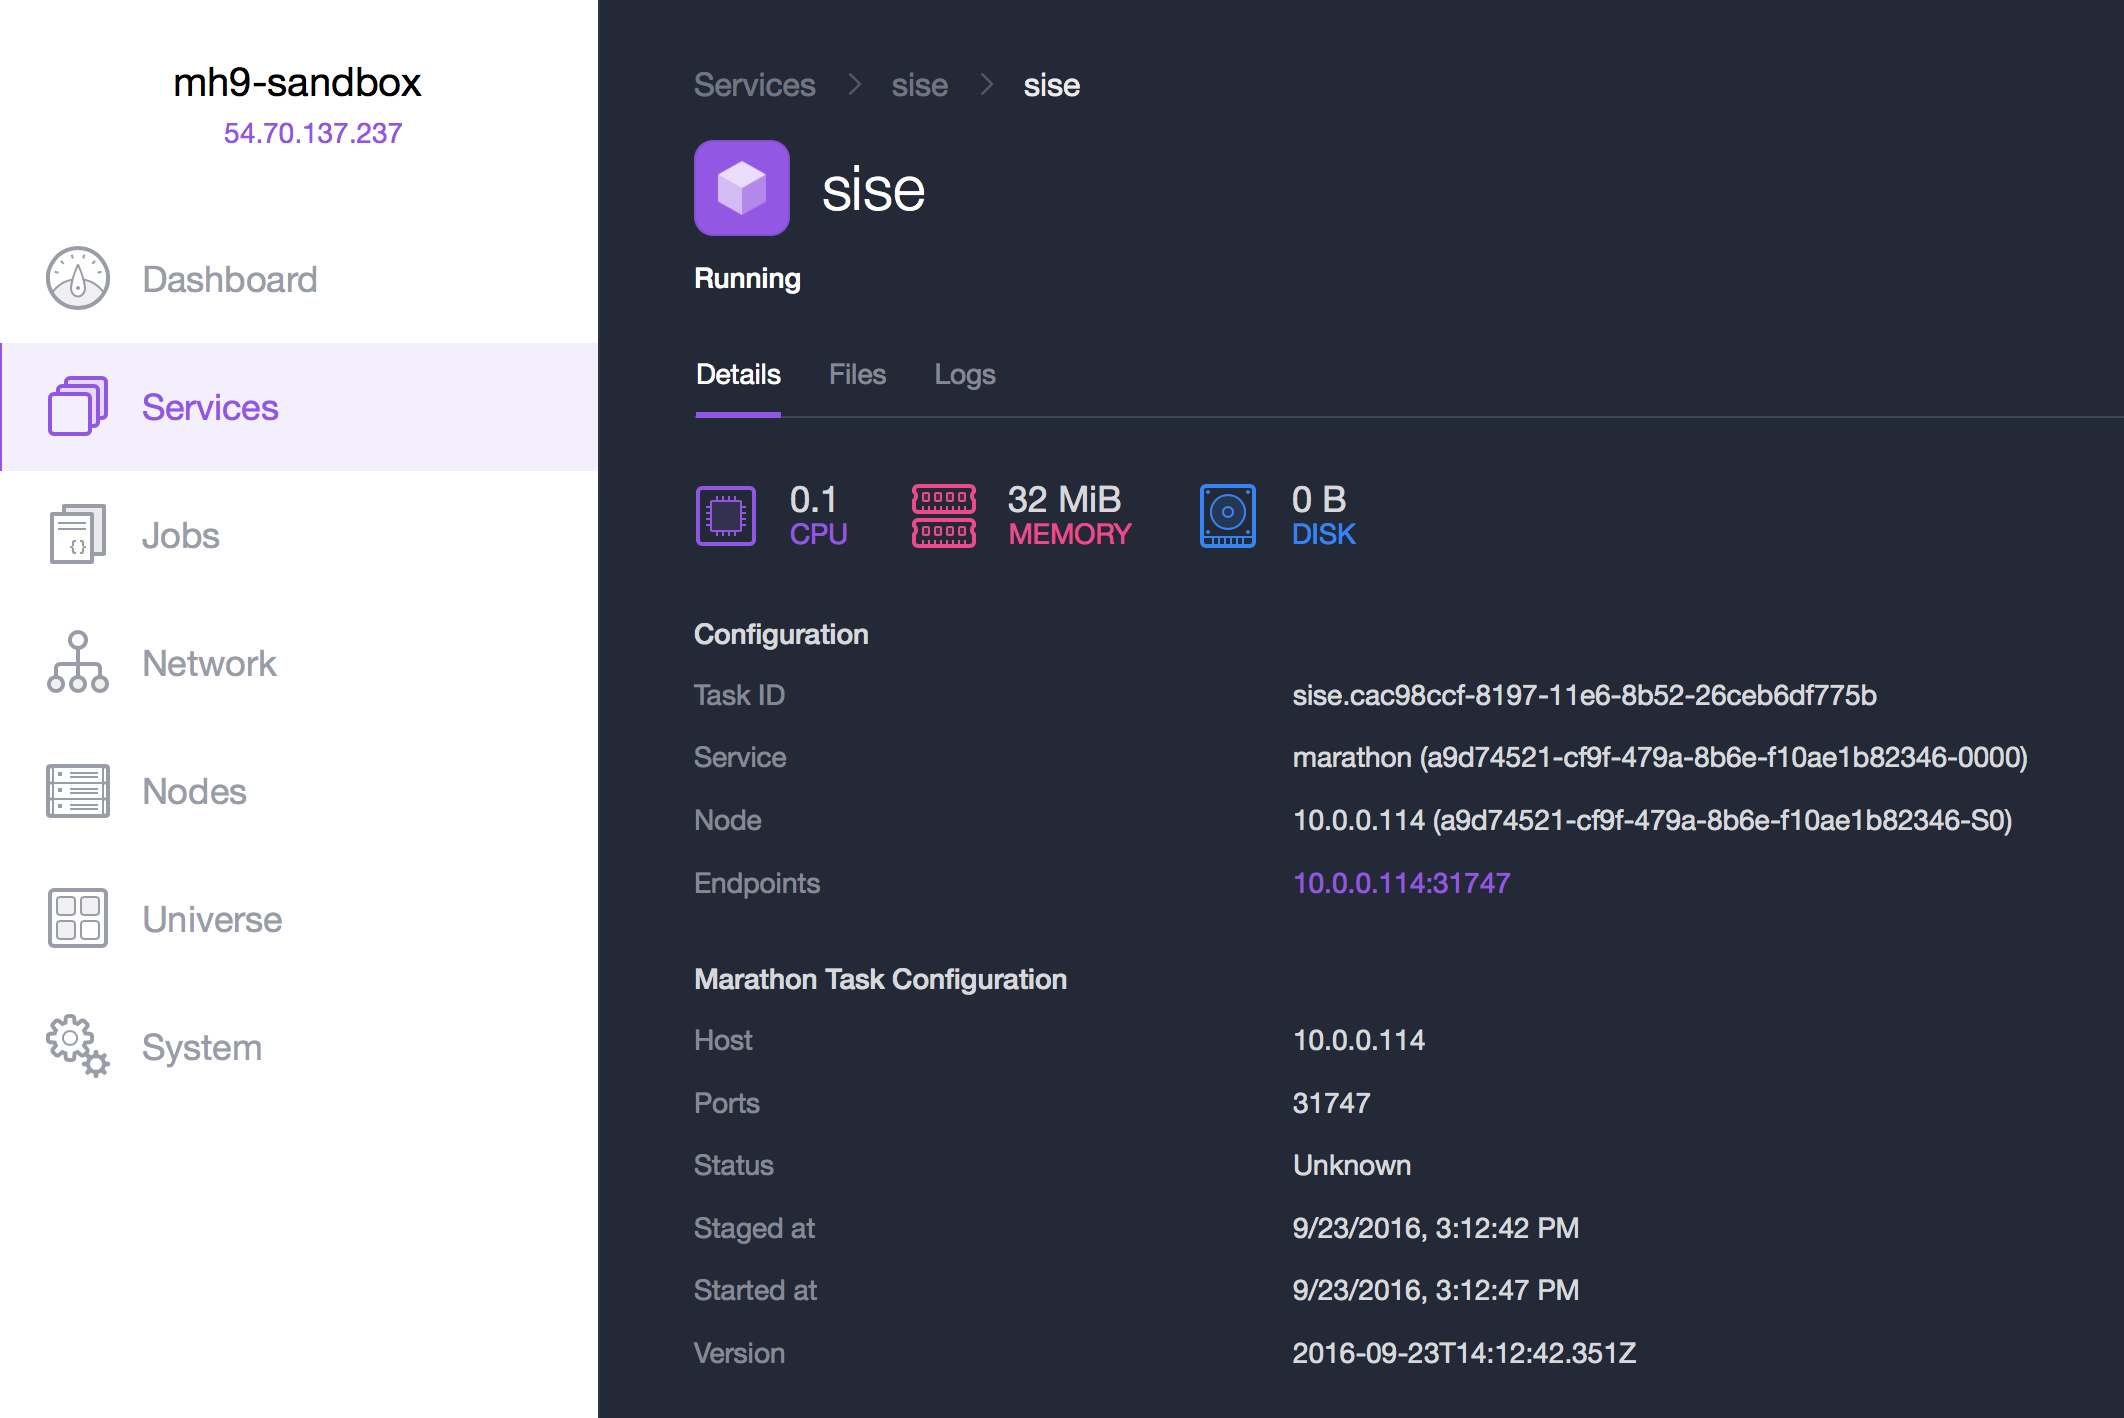 mh9-sandbox
54.70.137.237
Dashboard
Services
Jobs
Network
Nodes
Universe
System
Services sise sise
sise
Running
Details Files Logs
0.1 32 MiB 0 B
CPU MEMORY DISK
Configuration
Task ID sise.cac98ccf-8197-11e6-8b52-26ceb6df775b
Service marathon (a9d74521-cf9f-479a-8b6e-f10ae1b82346-0000)
Node 10.0.0.114 (a9d74521-cf9f-479a-8b6e-f10ae1b82346-S0)
Endpoints 10.0.0.114:31747
Marathon Task Configuration
Host 10.0.0.114
Ports 31747
Status Unknown
Staged at 9/23/2016, 3:12:42 PM
Started at 9/23/2016, 3:12:47 PM
Version 2016-09-23T14:12:42.351Z